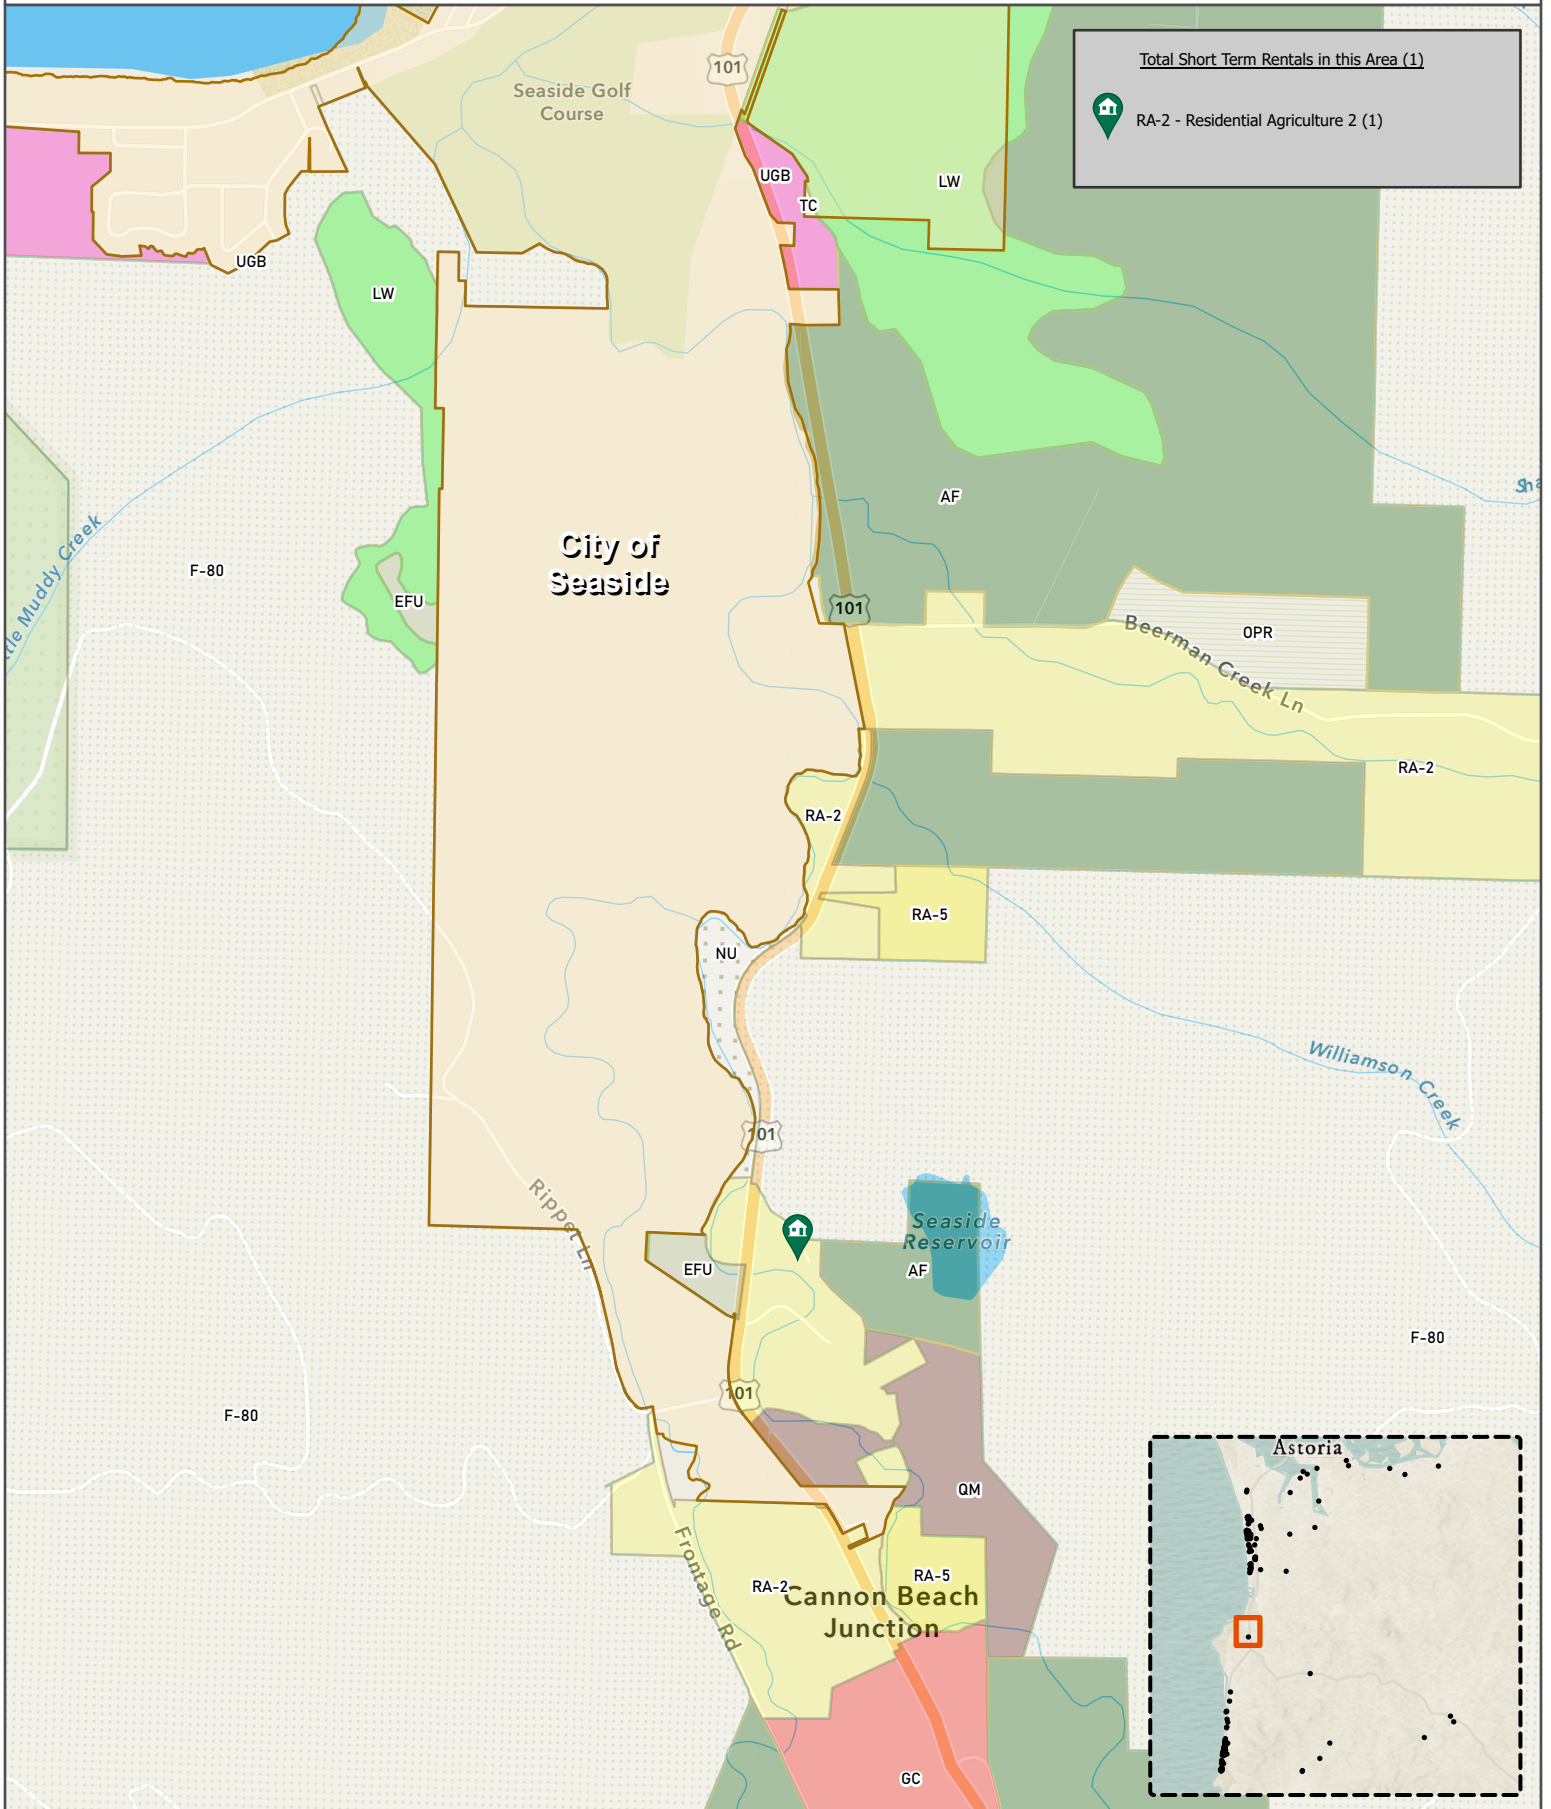 Total Short Term Rentals in this Area (1)
RA-2 - Residential Agriculture 2 (1)
101
Seaside Golf
Course
UGB
TC
LW
UGB
LW
AF
City of
Seaside
F-80
EFU
101
Beerman Creek Ln
OPR
RA-2
RA-2
RA-5
NU
Williamson Creek
101
Rippet Ln
Seaside
Reservoir
EFU
AF
F-80
101
F-80
QM
Astoria
Frontage Rd
RA-2
RA-5
Cannon Beach
Junction
GC
Muddy Creek